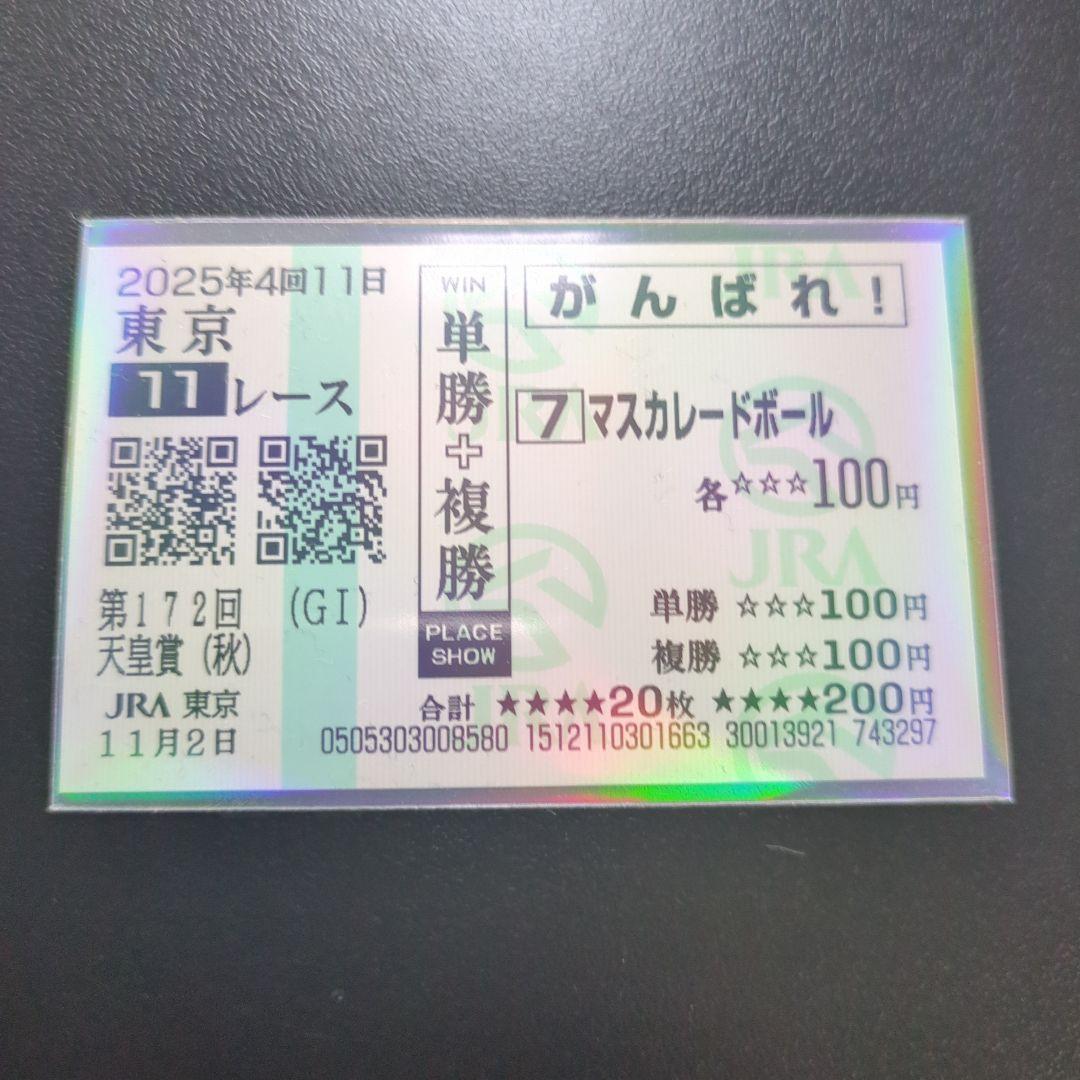 2025年4回11日
東京
11レース
第172回 (GI)
天皇賞(秋)
JRA 東京
11月2日
WIN
単勝+複勝
PLACE
SHOW
がんばれ!
7 マスカレードボール
各☆☆☆100円
単勝 ☆☆☆100円
複勝 ☆☆☆100円
合計 ★★★★20枚 ★★★★200円
0505303008580 1512110301663 30013921 743297
JRA
JRA
JRA
JRA